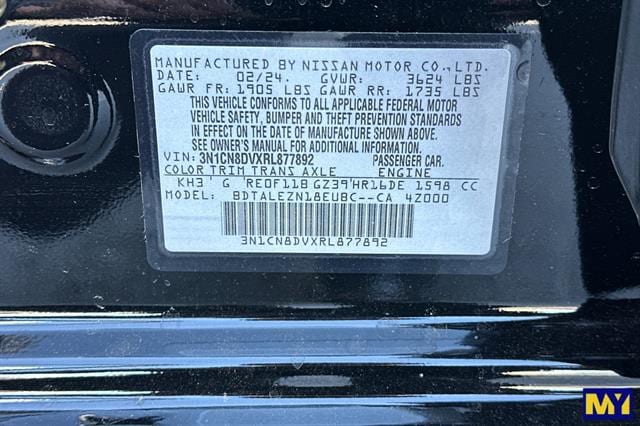 MANUFACTURED BY NISSAN MOTOR CO.,LTD.
DATE: 02/24. GVWR: 3624 LBS
GAWR FR: 1905 LBS GAWR RR: 1735 LBS
THIS VEHICLE CONFORMS TO ALL APPLICABLE FEDERAL MOTOR
VEHICLE SAFETY, BUMPER AND THEFT PREVENTION STANDARDS
IN EFFECT ON THE DATE OF MANUFACTURE SHOWN ABOVE.
SEE OWNER'S MANUAL FOR ADDITIONAL INFORMATION.
VIN: 3N1CN8DVXRL877892 PASSENGER CAR.
COLOR TRIM TRANS AXLE ENGINE
KH3' G 'RE0F11B GZ39'HR16DE 1598 CC
MODEL: BDTALEZN18EUBC--CA 4Z000
3N1CN8DVXRL877892
MY